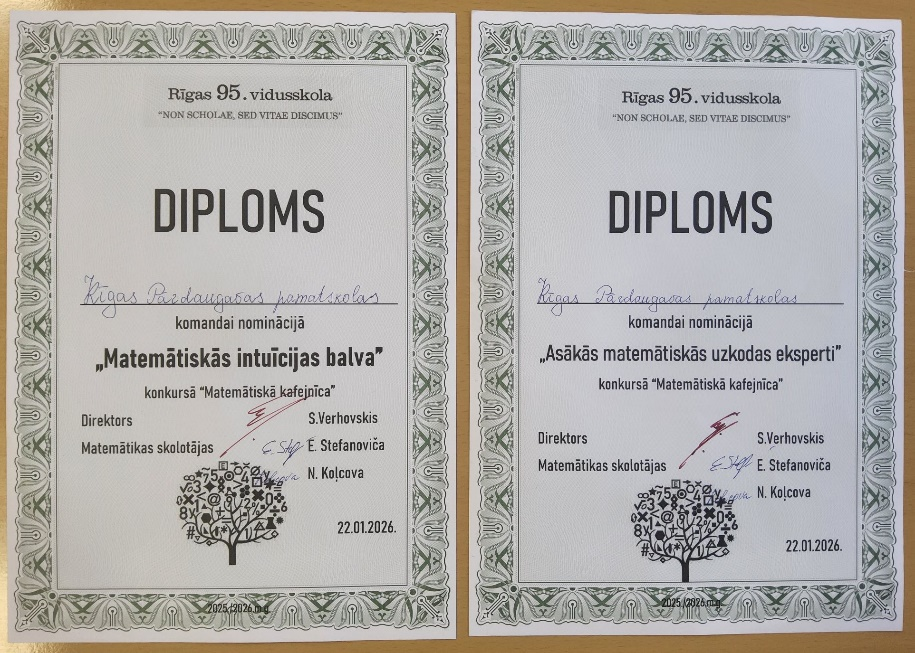 Rīgas 95. vidusskola
"NON SCHOLAE, SED VITAE DISCIMUS"
DIPLOMS
Rīgas Pārdaugavas pamatskolas
komandai nominācijā
„Matemātiskās intuīcijas balva”
konkursā “Matemātiskā kafejnīca”
Direktors S.Verhovskis
Matemātikas skolotājas E. Stefanoviča
N. Koļcova
22.01.2026.
2025./2026.m.g.
Rīgas 95. vidusskola
"NON SCHOLAE, SED VITAE DISCIMUS"
DIPLOMS
Rīgas Pārdaugavas pamatskolas
komandai nominācijā
„Asākās matemātiskās uzkodas eksperti”
konkursā “Matemātiskā kafejnīca”
Direktors S.Verhovskis
Matemātikas skolotājas E. Stefanoviča
N. Koļcova
22.01.2026.
2025./2026.m.g.